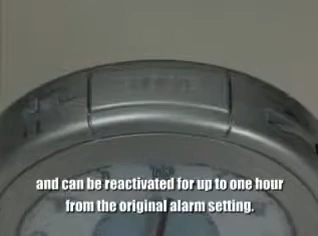 and can be reactivated for up to one hour
from the original alarm setting.